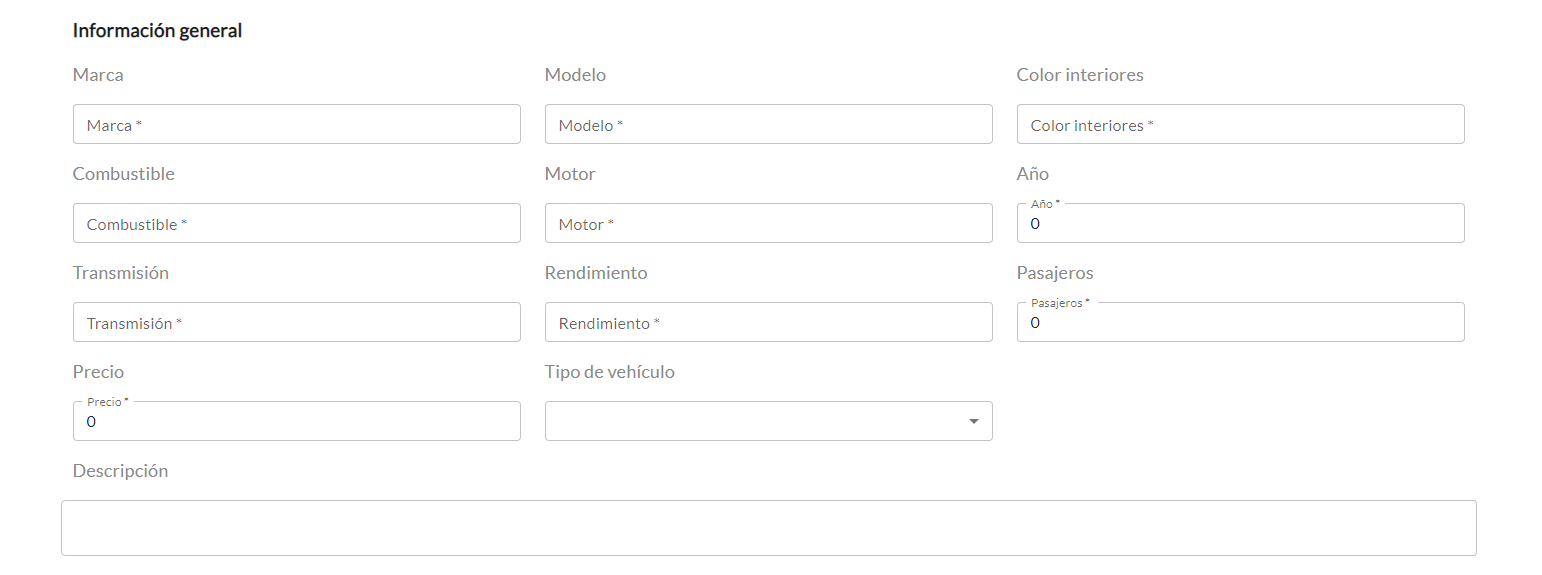 Información general
Marca Modelo Color interiores
Marca * Modelo * Color interiores *
Combustible Motor Año
Combustible * Motor * Año *
0
Transmisión Rendimiento Pasajeros
Transmisión * Rendimiento * Pasajeros *
0
Precio Tipo de vehículo
Precio *
0
Descripción